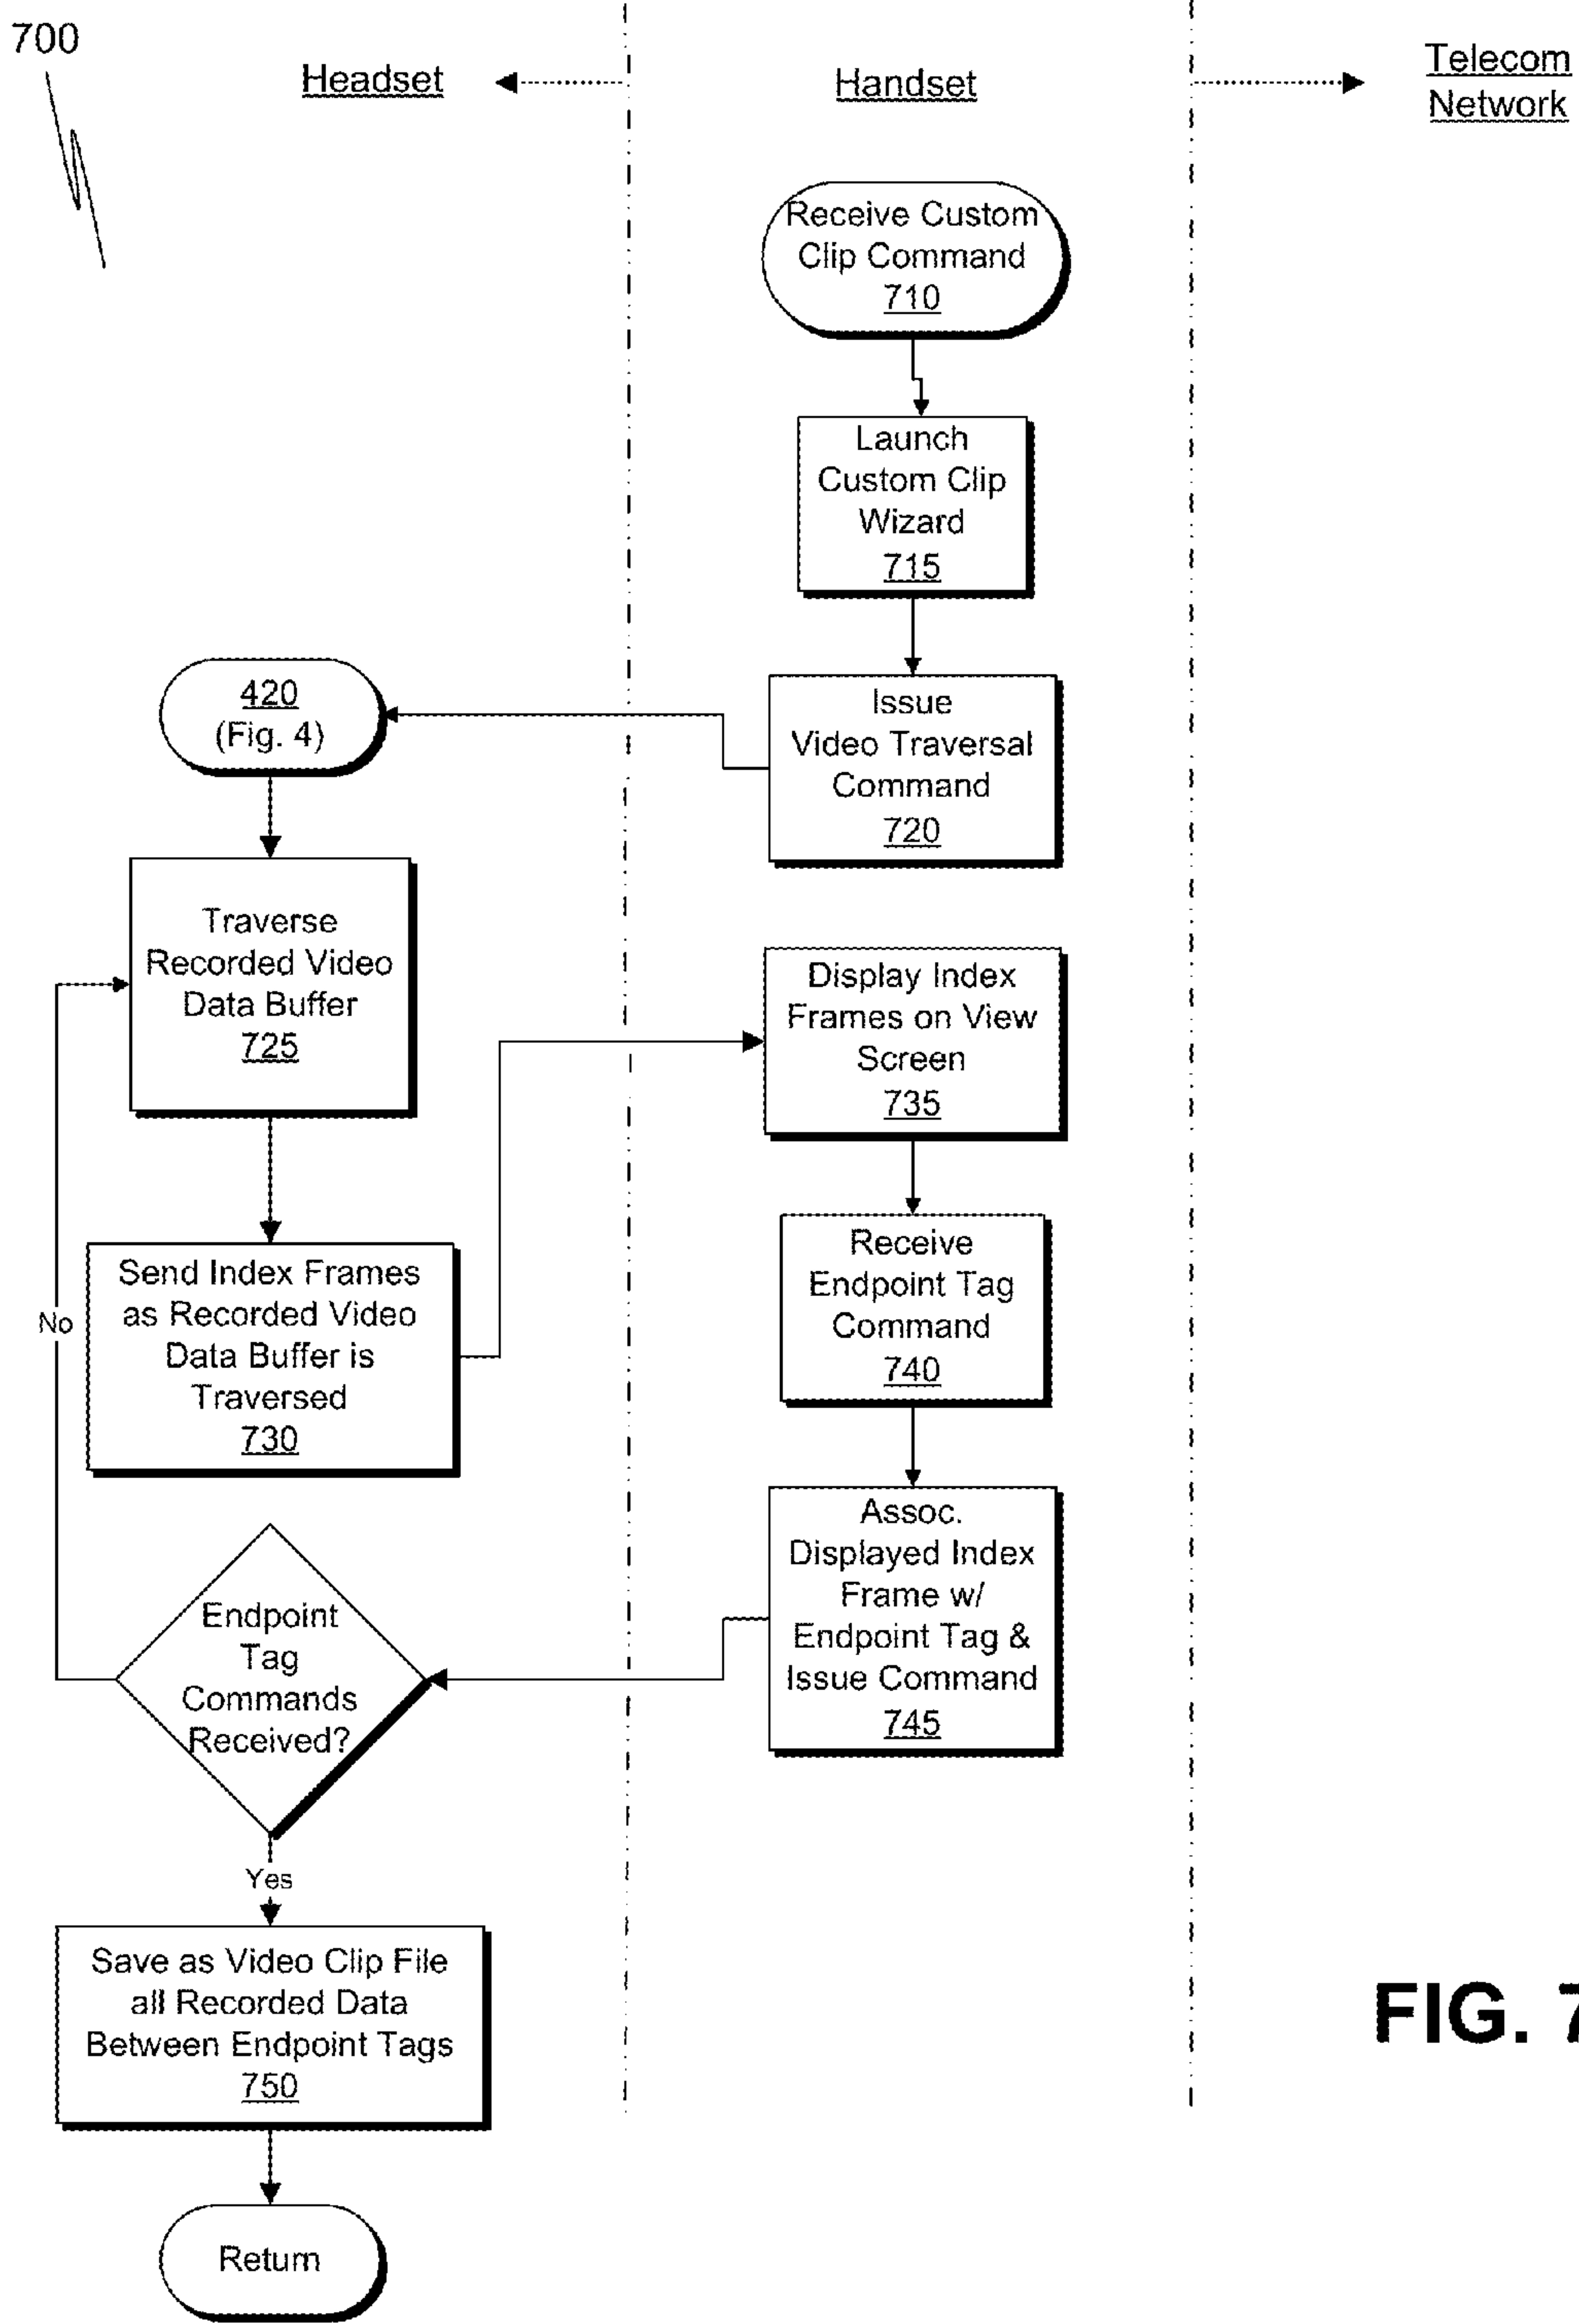 700
Headset
Handset
Telecom
Network
Receive Custom
Clip Command
710
Launch
Custom Clip
Wizard
715
Issue
Video Traversal
Command
720
420
(Fig. 4)
Traverse
Recorded Video
Data Buffer
725
Send Index Frames
as Recorded Video
Data Buffer is
Traversed
730
Display Index
Frames on View
Screen
735
Receive
Endpoint Tag
Command
740
Assoc.
Displayed Index
Frame w/
Endpoint Tag &
Issue Command
745
Endpoint
Tag
Commands
Received?
No
Yes
Save as Video Clip File
all Recorded Data
Between Endpoint Tags
750
Return
FIG. 7